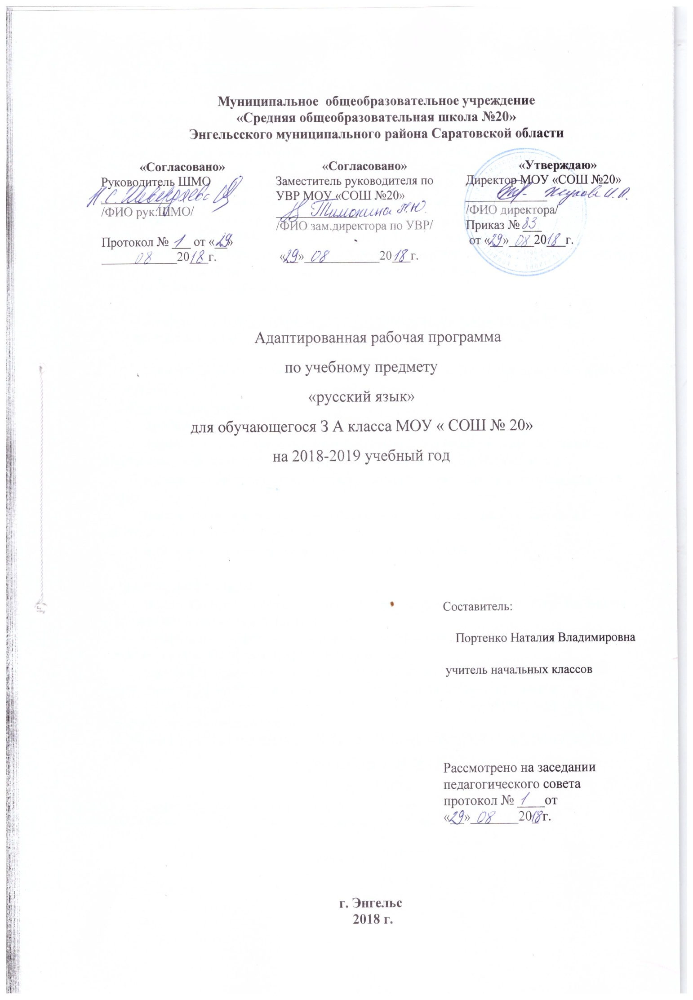 Муниципальное общеобразовательное учреждение
«Средняя общеобразовательная школа №20»
Энгельсского муниципального района Саратовской области
«Согласовано»
Руководитель ШМО
/ФИО рук.ШМО/
Протокол № 1 от «29»
08 2018 г.
«Согласовано»
Заместитель руководителя по
УВР МОУ «СОШ №20»
Тимонина Н.Ю.
/ФИО зам.директора по УВР/
«29» 08 2018 г.
«Утверждаю»
Директор МОУ «СОШ №20»
/ФИО директора/
Приказ № 83
от «29» 08 2018 г.
Адаптированная рабочая программа
по учебному предмету
«русский язык»
для обучающегося 3 А класса МОУ « СОШ № 20»
на 2018-2019 учебный год
Составитель:
Портенко Наталия Владимировна
учитель начальных классов
Рассмотрено на заседании
педагогического совета
протокол № 1 от
«29» 08 2018 г.
г. Энгельс
2018 г.